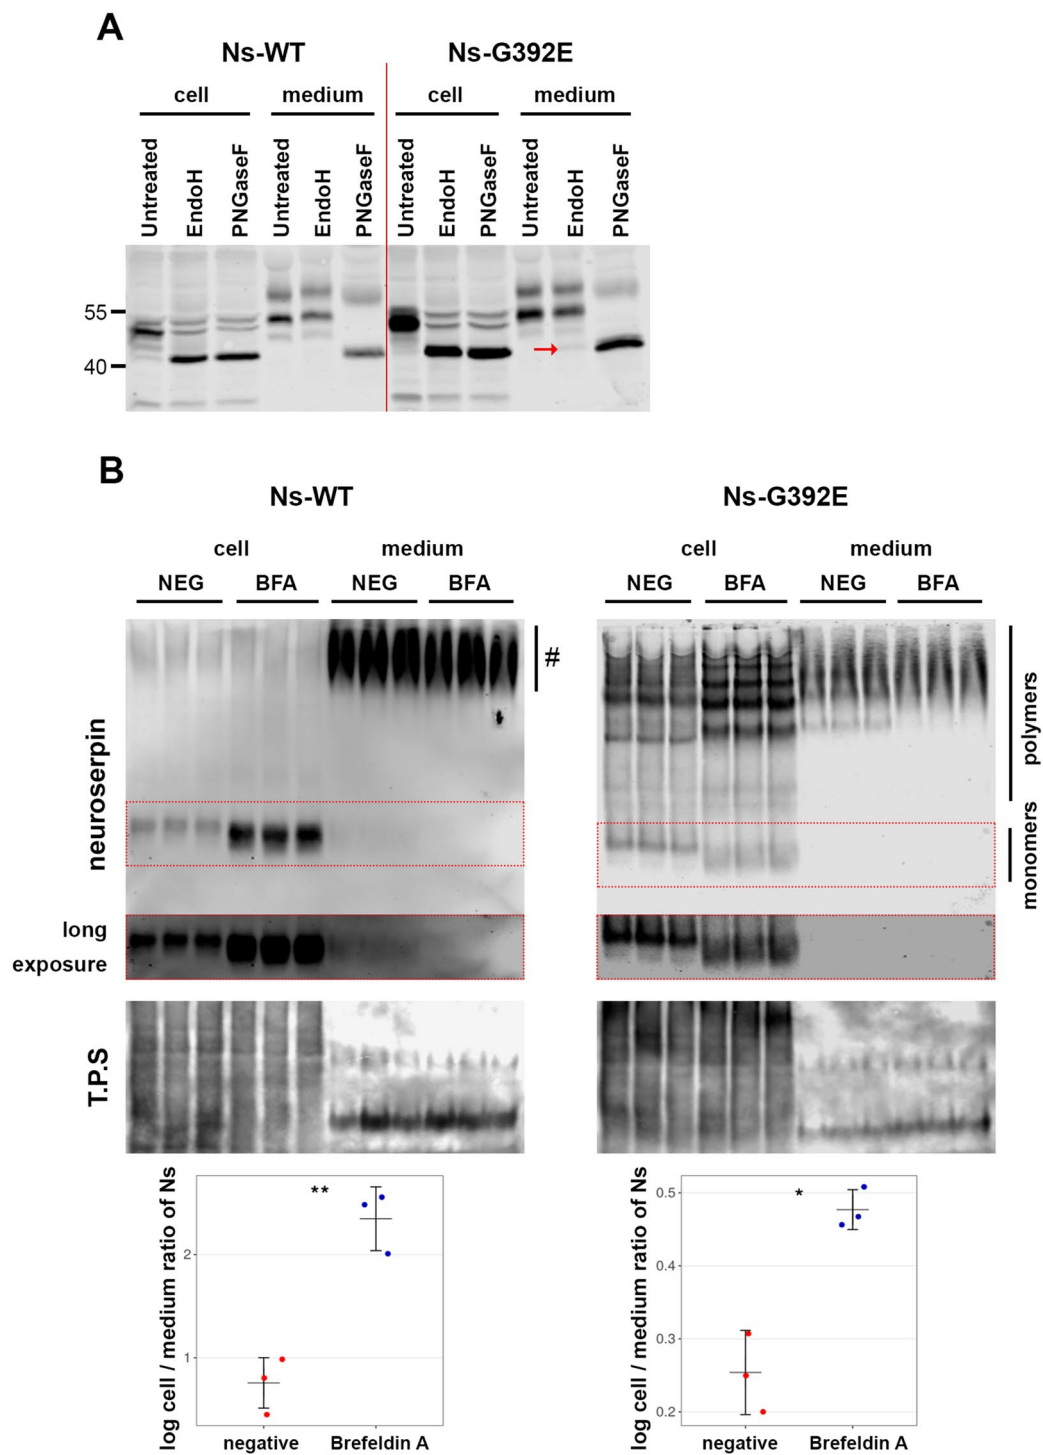 A
Ns-WT Ns-G392E
cell medium cell medium
Untreated EndoH PNGaseF Untreated EndoH PNGaseF Untreated EndoH PNGaseF Untreated EndoH PNGaseF
55
40
B
Ns-WT Ns-G392E
cell medium cell medium
NEG BFA NEG BFA NEG BFA NEG BFA
#
neuroserpin
polymers
monomers
long
exposure
T.P.S
log cell / medium ratio of Ns
**
2
1
negative Brefeldin A
log cell / medium ratio of Ns
*
0.5
0.4
0.3
0.2
negative Brefeldin A